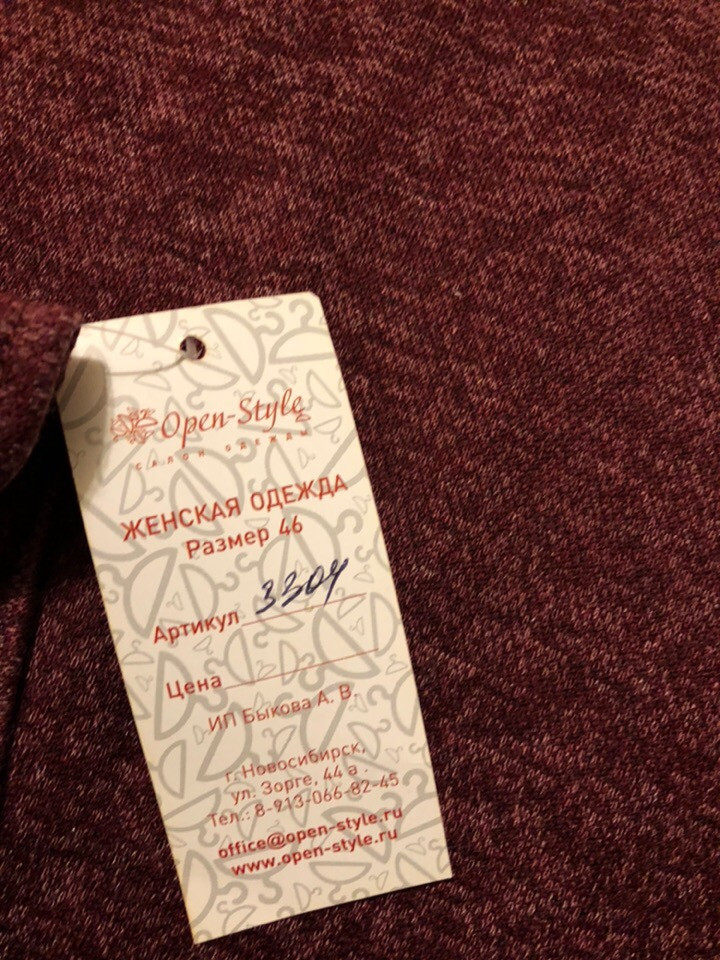 Open-Style
САЛОН ОДЕЖДЫ
ЖЕНСКАЯ ОДЕЖДА
Размер 46
Артикул 3304
Цена
ИП Быкова А. В.
г. Новосибирск,
ул. Зорге, 44 а
Тел.: 8-913-066-82-45
office@open-style.ru
www.open-style.ru